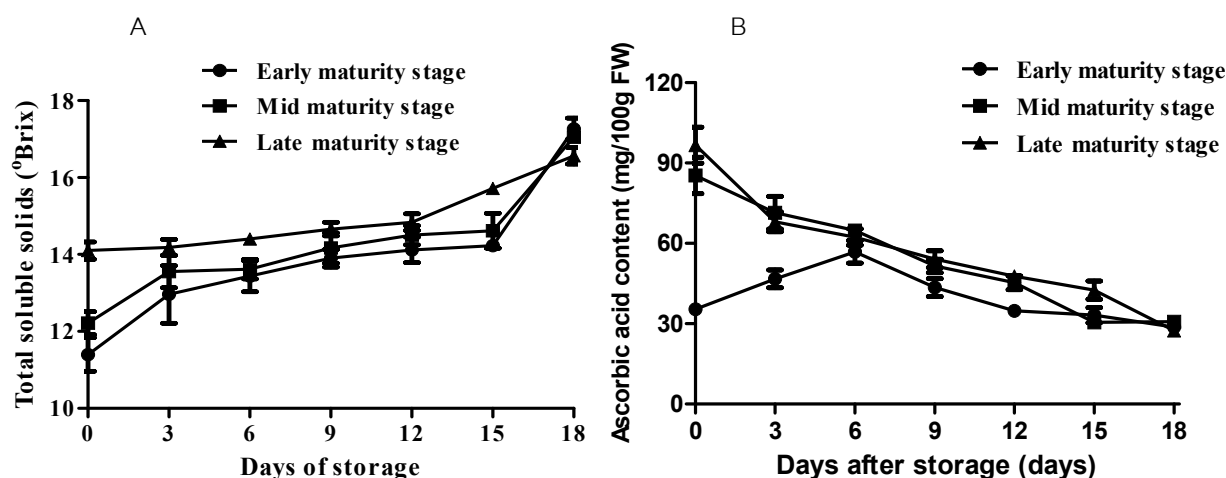 A
Early maturity stage
Mid maturity stage
Late maturity stage
Total soluble solids (°Brix)
18
16
14
12
10
0 3 6 9 12 15 18
Days of storage
B
Early maturity stage
Mid maturity stage
Late maturity stage
Ascorbic acid content (mg/100g FW)
120
90
60
30
0
0 3 6 9 12 15 18
Days after storage (days)